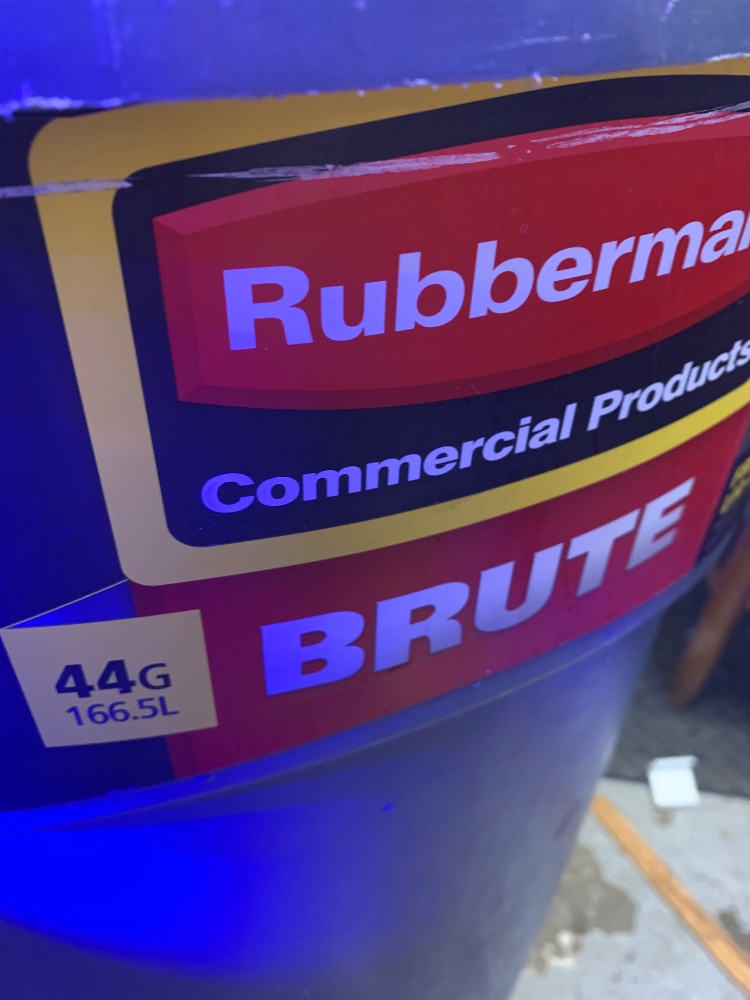 Rubberma
Commercial Products
BRUTE
44G
166.5L